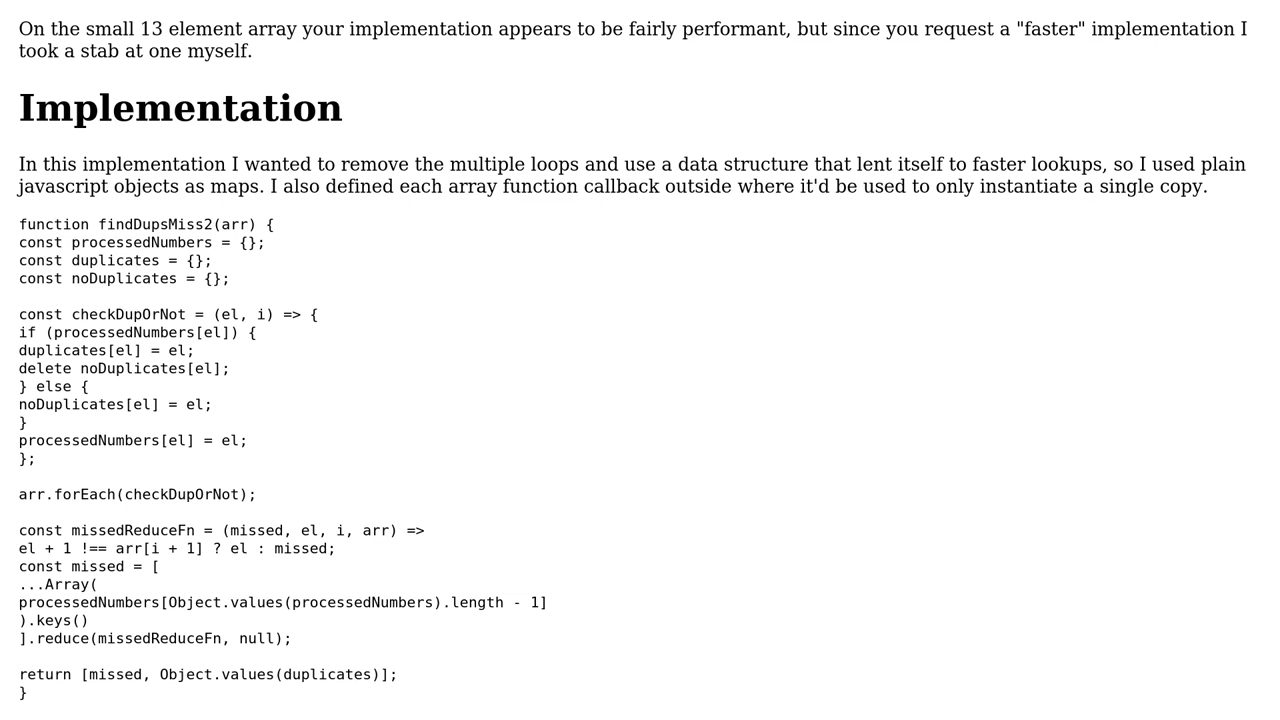 On the small 13 element array your implementation appears to be fairly performant, but since you request a "faster" implementation I
took a stab at one myself.
Implementation
In this implementation I wanted to remove the multiple loops and use a data structure that lent itself to faster lookups, so I used plain
javascript objects as maps. I also defined each array function callback outside where it'd be used to only instantiate a single copy.
function findDupsMiss2(arr) {
const processedNumbers = {};
const duplicates = {};
const noDuplicates = {};
const checkDupOrNot = (el, i) => {
if (processedNumbers[el]) {
duplicates[el] = el;
delete noDuplicates[el];
} else {
noDuplicates[el] = el;
}
processedNumbers[el] = el;
};
arr.forEach(checkDupOrNot);
const missedReduceFn = (missed, el, i, arr) =>
el + 1 !== arr[i + 1] ? el : missed;
const missed = [
...Array(
processedNumbers[Object.values(processedNumbers).length - 1]
).keys()
].reduce(missedReduceFn, null);
return [missed, Object.values(duplicates)];
}